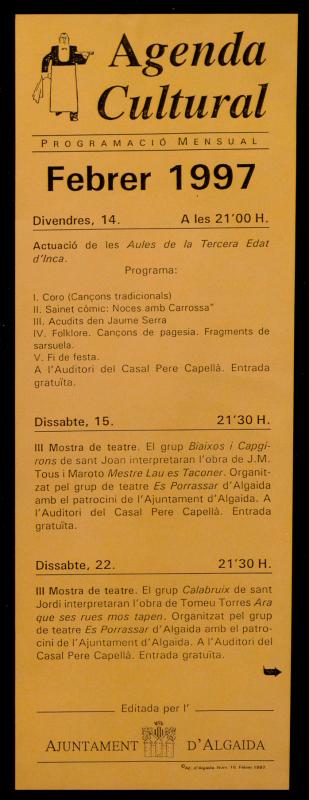 Agenda
Cultural
PROGRAMACIÓ MENSUAL
Febrer 1997
Divendres, 14. A les 21'00 H.
Actuació de les Aules de la Tercera Edat
d'Inca.
Programa:
I. Coro (Cançons tradicionals)
II. Sainet còmic: Noces amb Carrossa"
III. Acudits den Jaume Serra
IV. Folklore. Cançons de pagesia. Fragments de
sarsuela.
V. Fi de festa.
A l'Auditori del Casal Pere Capellà. Entrada
gratuïta.
Dissabte, 15. 21'30 H.
III Mostra de teatre. El grup Biaixos i Capgi-
rons de sant Joan interpretaran l'obra de J.M.
Tous i Maroto Mestre Lau es Taconer. Organit-
zat pel grup de teatre Es Porrassar d'Algaida
amb el patrocini de l'Ajuntament d'Algaida. A
l'Auditori del Casal Pere Capellà. Entrada
gratuïta.
Dissabte, 22. 21'30 H.
III Mostra de teatre. El grup Calabruix de sant
Jordi interpretaran l'obra de Tomeu Torres Ara
que ses rues mos tapen. Organitzat pel grup
de teatre Es Porrassar d'Algaida amb el patro-
cini de l'Ajuntament d'Algaida. A l'Auditori del
Casal Pere Capellà. Entrada gratuïta.
Editada per l'
AJUNTAMENT D'ALGAIDA
©Aj. d'Algaida. Núm. 16. Febrer 1997.